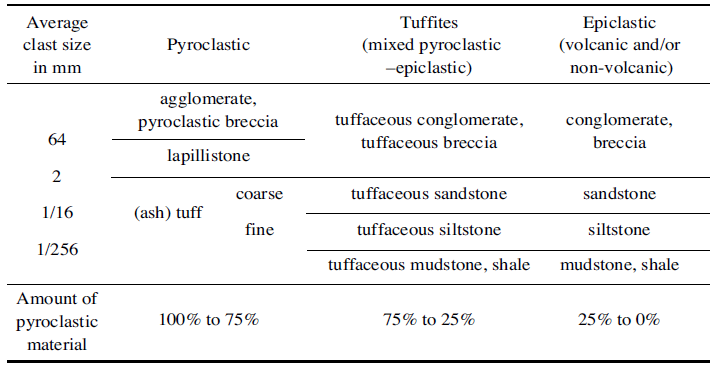 Average clast size in mm
Pyroclastic
Tuffites (mixed pyroclastic –epiclastic)
Epiclastic (volcanic and/or non-volcanic)
agglomerate, pyroclastic breccia
tuffaceous conglomerate, tuffaceous breccia
conglomerate, breccia
64
lapillistone
2
coarse
tuffaceous sandstone
sandstone
1/16
(ash) tuff
fine
tuffaceous siltstone
siltstone
1/256
tuffaceous mudstone, shale
mudstone, shale
Amount of pyroclastic material
100% to 75%
75% to 25%
25% to 0%